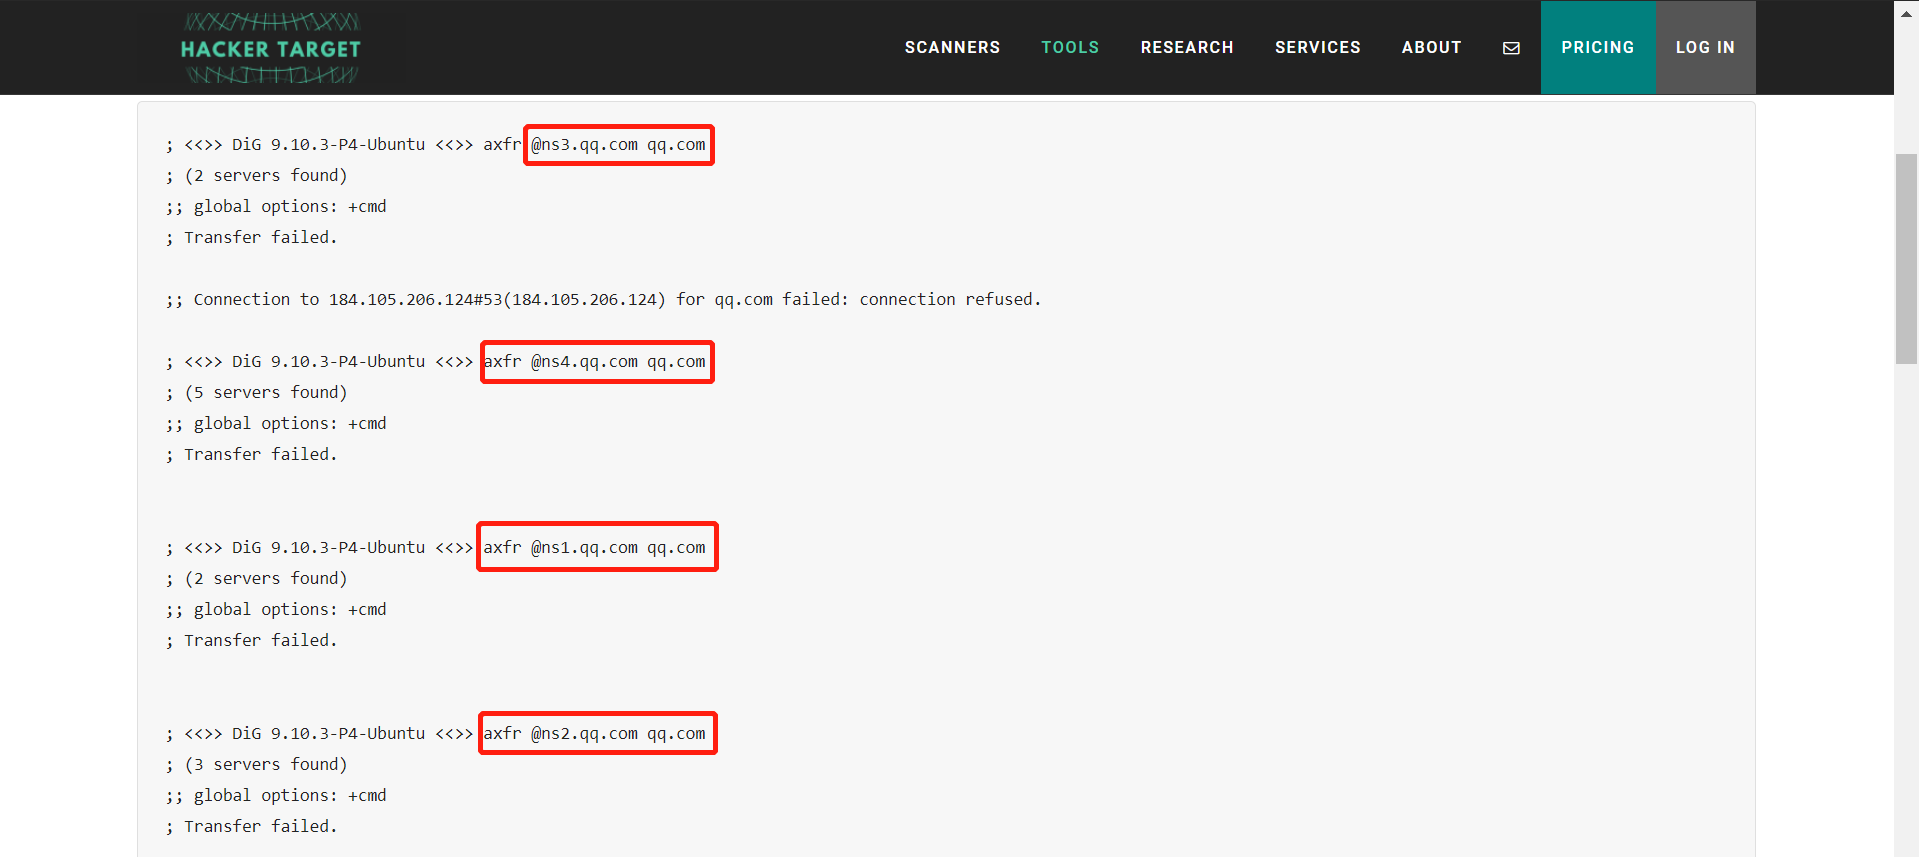 HACKER TARGET
SCANNERS TOOLS RESEARCH SERVICES ABOUT PRICING LOG IN
; <<>> DiG 9.10.3-P4-Ubuntu <<>> axfr @ns3.qq.com qq.com
; (2 servers found)
;; global options: +cmd
; Transfer failed.
;; Connection to 184.105.206.124#53(184.105.206.124) for qq.com failed: connection refused.
; <<>> DiG 9.10.3-P4-Ubuntu <<>> axfr @ns4.qq.com qq.com
; (5 servers found)
;; global options: +cmd
; Transfer failed.
; <<>> DiG 9.10.3-P4-Ubuntu <<>> axfr @ns1.qq.com qq.com
; (2 servers found)
;; global options: +cmd
; Transfer failed.
; <<>> DiG 9.10.3-P4-Ubuntu <<>> axfr @ns2.qq.com qq.com
; (3 servers found)
;; global options: +cmd
; Transfer failed.